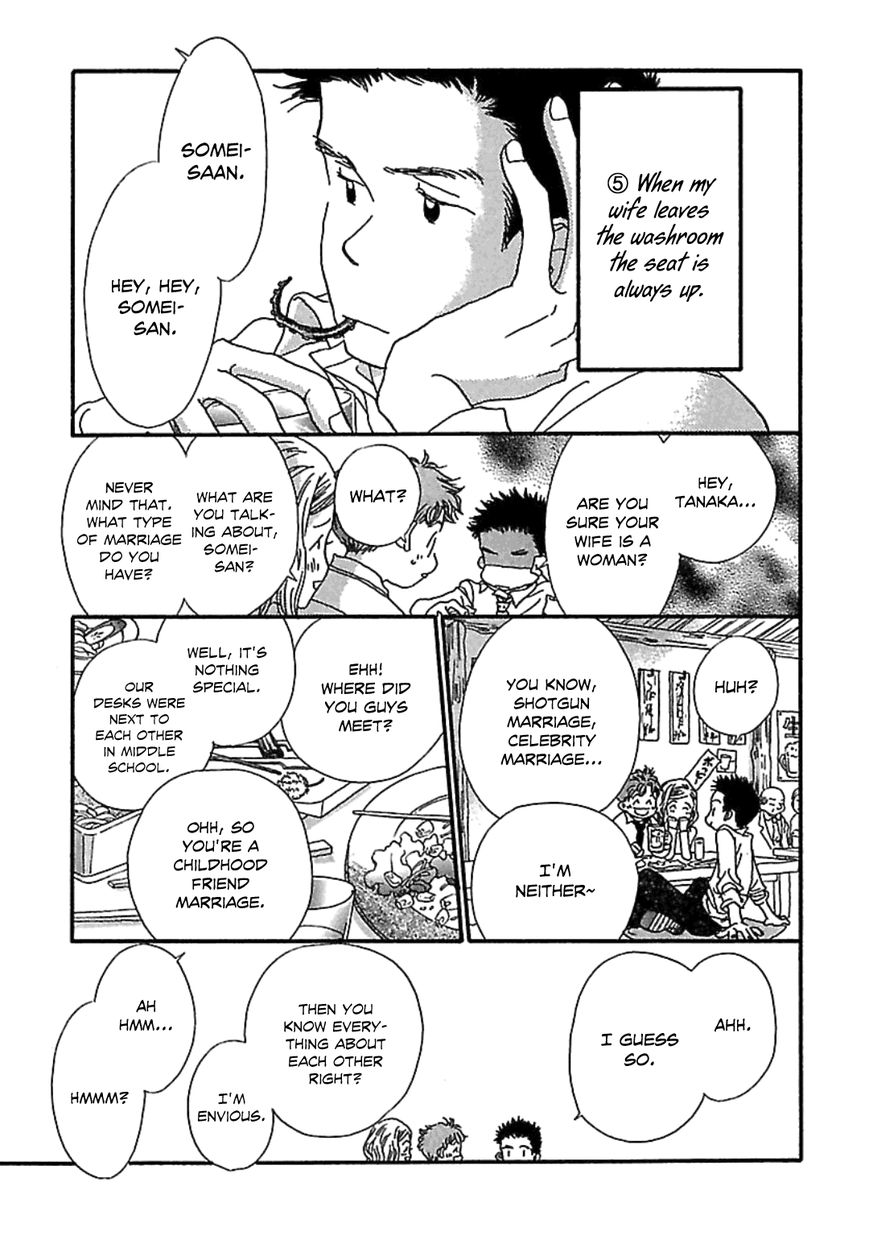 ⑤ When my
wife leaves
the washroom
the seat is
always up.
SOMEI-
SAAN.
HEY, HEY,
SOMEI-
SAN.
HEY,
TANAKA...
ARE YOU
SURE YOUR
WIFE IS A
WOMAN?
WHAT?
WHAT ARE
YOU TALK-
ING ABOUT,
SOMEI-
SAN?
NEVER
MIND THAT.
WHAT TYPE
OF MARRIAGE
DO YOU
HAVE?
HUH?
YOU KNOW,
SHOTGUN
MARRIAGE,
CELEBRITY
MARRIAGE...
I'M
NEITHER~
EHH!
WHERE DID
YOU GUYS
MEET?
WELL, IT'S
NOTHING
SPECIAL.
OUR
DESKS WERE
NEXT TO
EACH OTHER
IN MIDDLE
SCHOOL.
OHH, SO
YOU'RE A
CHILDHOOD
FRIEND
MARRIAGE.
AHH.
I GUESS
SO.
THEN YOU
KNOW EVERY-
THING ABOUT
EACH OTHER
RIGHT?
I'M
ENVIOUS.
AH
HMM...
HMMM?